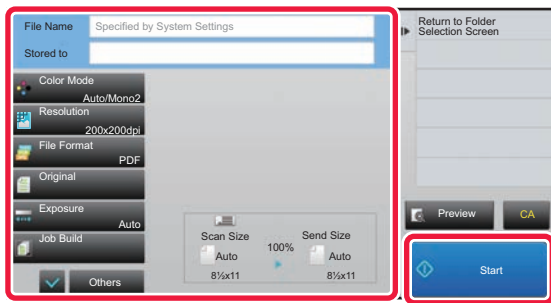 File Name
Specified by System Settings
Stored to
Color Mode
Auto/Mono2
Resolution
200x200dpi
File Format
PDF
Original
Exposure
Auto
Job Build
Others
Scan Size
100%
Send Size
Auto
Auto
8½x11
8½x11
Return to Folder
Selection Screen
Preview
CA
Start